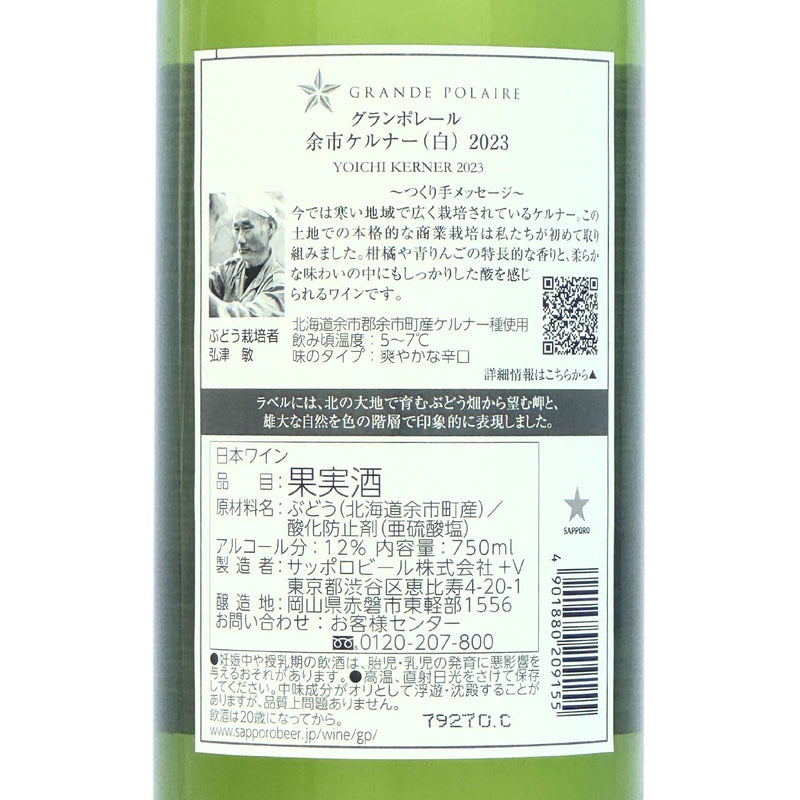 GRANDE POLAIRE
グランポレール
余市ケルナー(白) 2023
YOICHI KERNER 2023
〜つくり手メッセージ〜
今では寒い地域で広く栽培されているケルナー。この
土地での本格的な商業栽培は私たちが初めて取り
組みました。柑橘や青りんごの特長的な香りと、柔らか
な味わいの中にもしっかりした酸を感じ
られるワインです。
ぶどう栽培者
弘津 敏
北海道余市郡余市町産ケルナー種使用
飲み頃温度:5〜7℃
味のタイプ:爽やかな辛口
詳細情報はこちらから▲
ラベルには、北の大地で育むぶどう畑から望む岬と、
雄大な自然を色の階層で印象的に表現しました。
日本ワイン
品 目:果実酒
原材料名:ぶどう(北海道余市町産)/
酸化防止剤(亜硫酸塩)
アルコール分:12% 内容量:750ml
製造者:サッポロビール株式会社+V
東京都渋谷区恵比寿4-20-1
醸造地:岡山県赤磐市東軽部1556
お問い合わせ:お客様センター
0120-207-800
SAPPORO
4 901880 209155
●妊娠中や授乳期の飲酒は、胎児・乳児の発育に悪影響を
与えるおそれがあります。●高温、直射日光をさけて保存
してください。中味成分がオリとして浮遊・沈殿することが
ありますが、品質上問題ありません。
飲酒は20歳になってから。
www.sapporobeer.jp/wine/gp/
79270.C